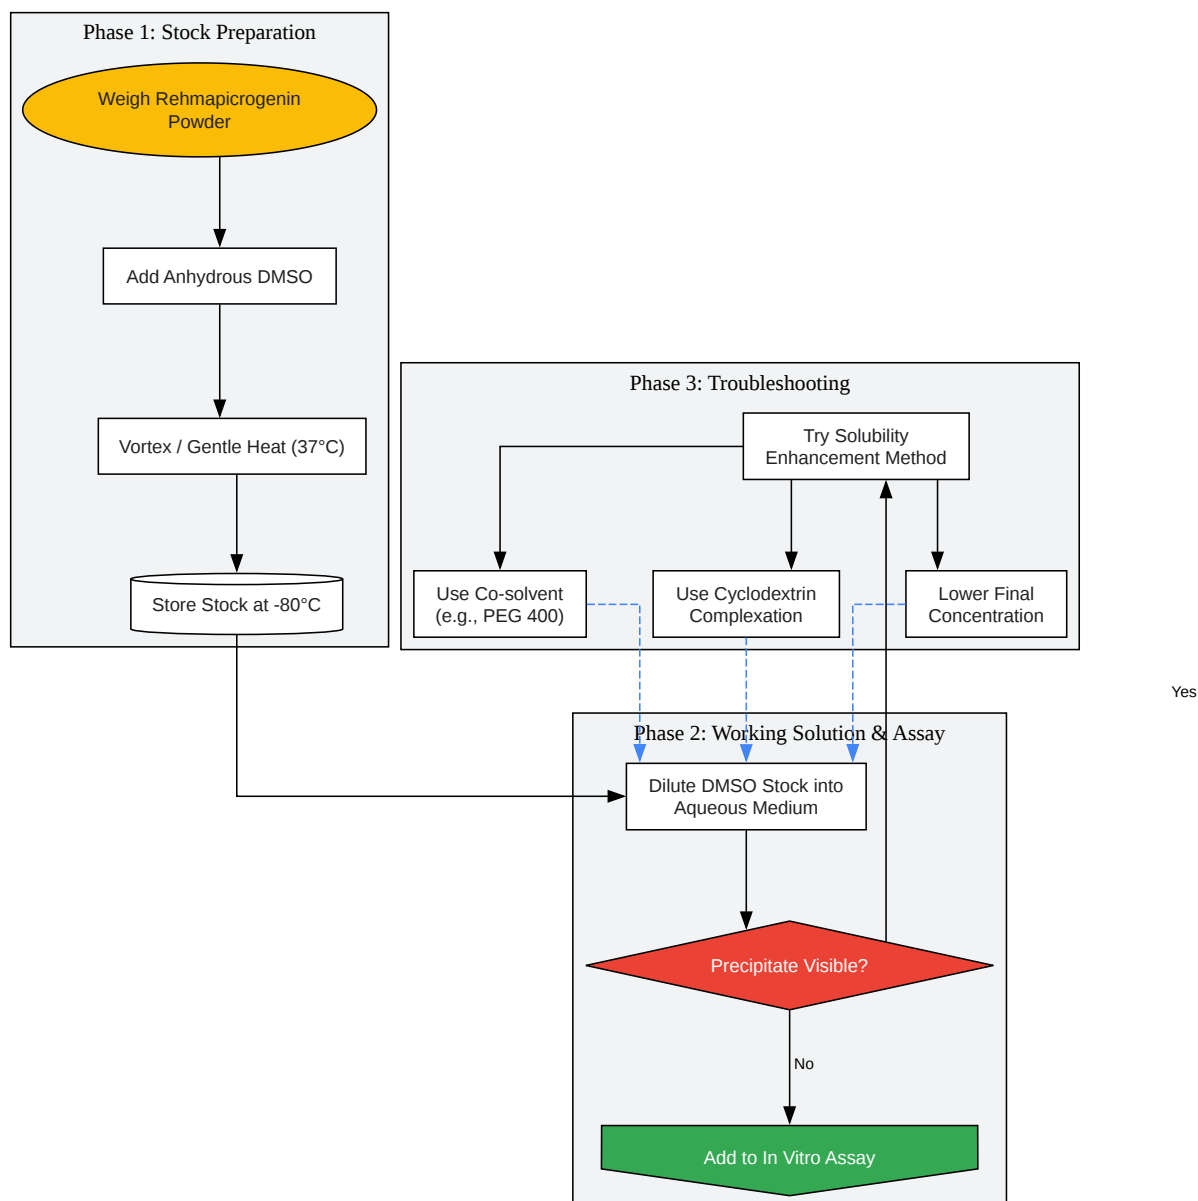 Phase 1: Stock Preparation
Weigh Rehmapicrogenin
Powder
Add Anhydrous DMSO
Vortex / Gentle Heat (37°C)
Store Stock at -80°C
Phase 3: Troubleshooting
Try Solubility
Enhancement Method
Use Co-solvent
(e.g., PEG 400)
Use Cyclodextrin
Complexation
Lower Final
Concentration
Yes
Phase 2: Working Solution & Assay
Dilute DMSO Stock into
Aqueous Medium
Precipitate Visible?
No
Add to In Vitro Assay